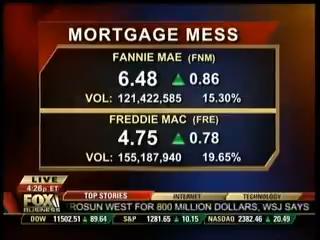 MORTGAGE MESS
FANNIE MAE (FNM)
6.48 ▲ 0.86
VOL: 121,422,585 15.30%
FREDDIE MAC (FRE)
4.75 ▲ 0.78
VOL: 155,187,940 19.65%
LIVE
4:26p ET
TOP STORIES INTERNET TECHNOLOGY
FOX
BUSINESS
ROSUN WEST FOR 800 MILLION DOLLARS, WSJ SAYS
DOW 11502.51 ▲ 89.64 S&P 1281.65 ▲ 10.15 NASDAQ 2382.46 ▲ 20.49